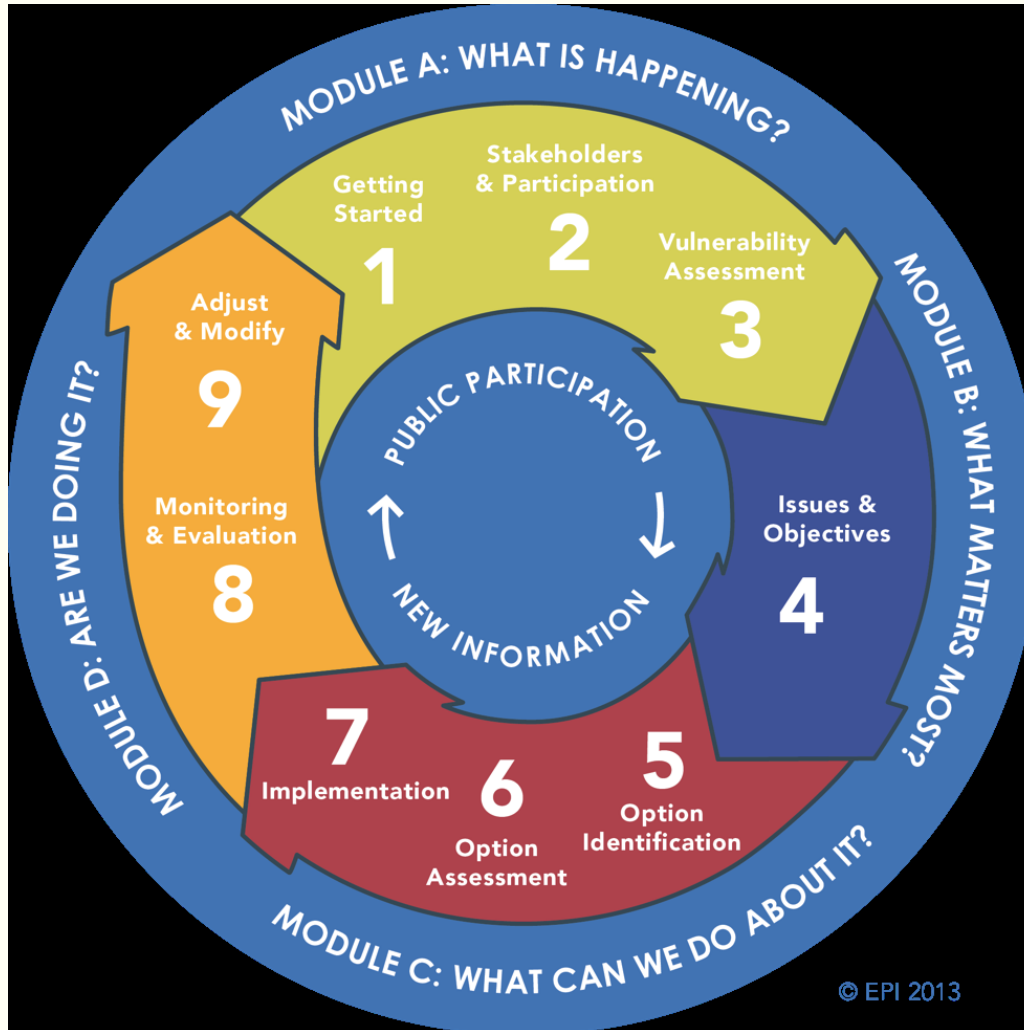 MODULE A: WHAT IS HAPPENING?
Getting
Started
1
Stakeholders
& Participation
2
Vulnerability
Assessment
3
MODULE B: WHAT MATTERS MOST?
Issues &
Objectives
4
MODULE C: WHAT CAN WE DO ABOUT IT?
5
Option
Identification
6
Option
Assessment
7
Implementation
MODULE D: ARE WE DOING IT?
Monitoring
& Evaluation
8
Adjust
& Modify
9
PUBLIC PARTICIPATION
NEW INFORMATION
© EPI 2013